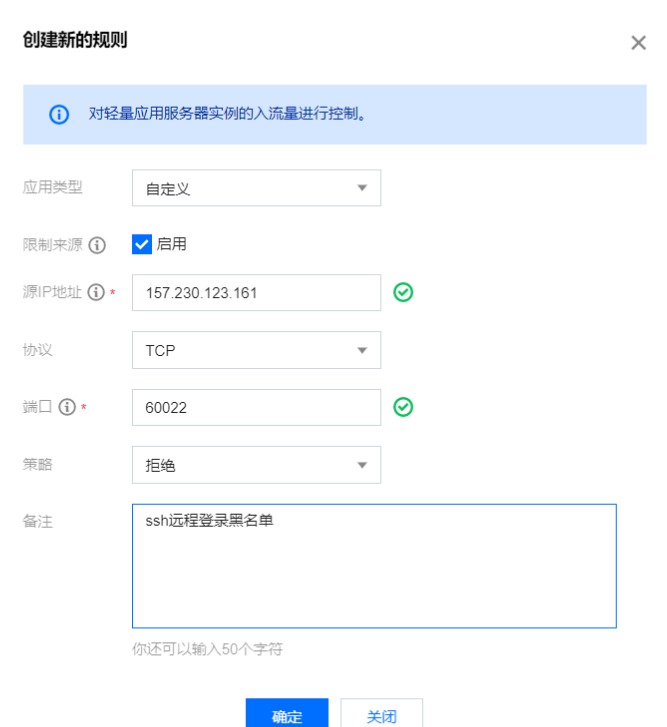 创建新的规则
对轻量应用服务器实例的入流量进行控制。
应用类型 自定义
限制来源 启用
源IP地址 * 157.230.123.161
协议 TCP
端口 * 60022
策略 拒绝
备注 ssh远程登录黑名单
你还可以输入50个字符
确定 关闭